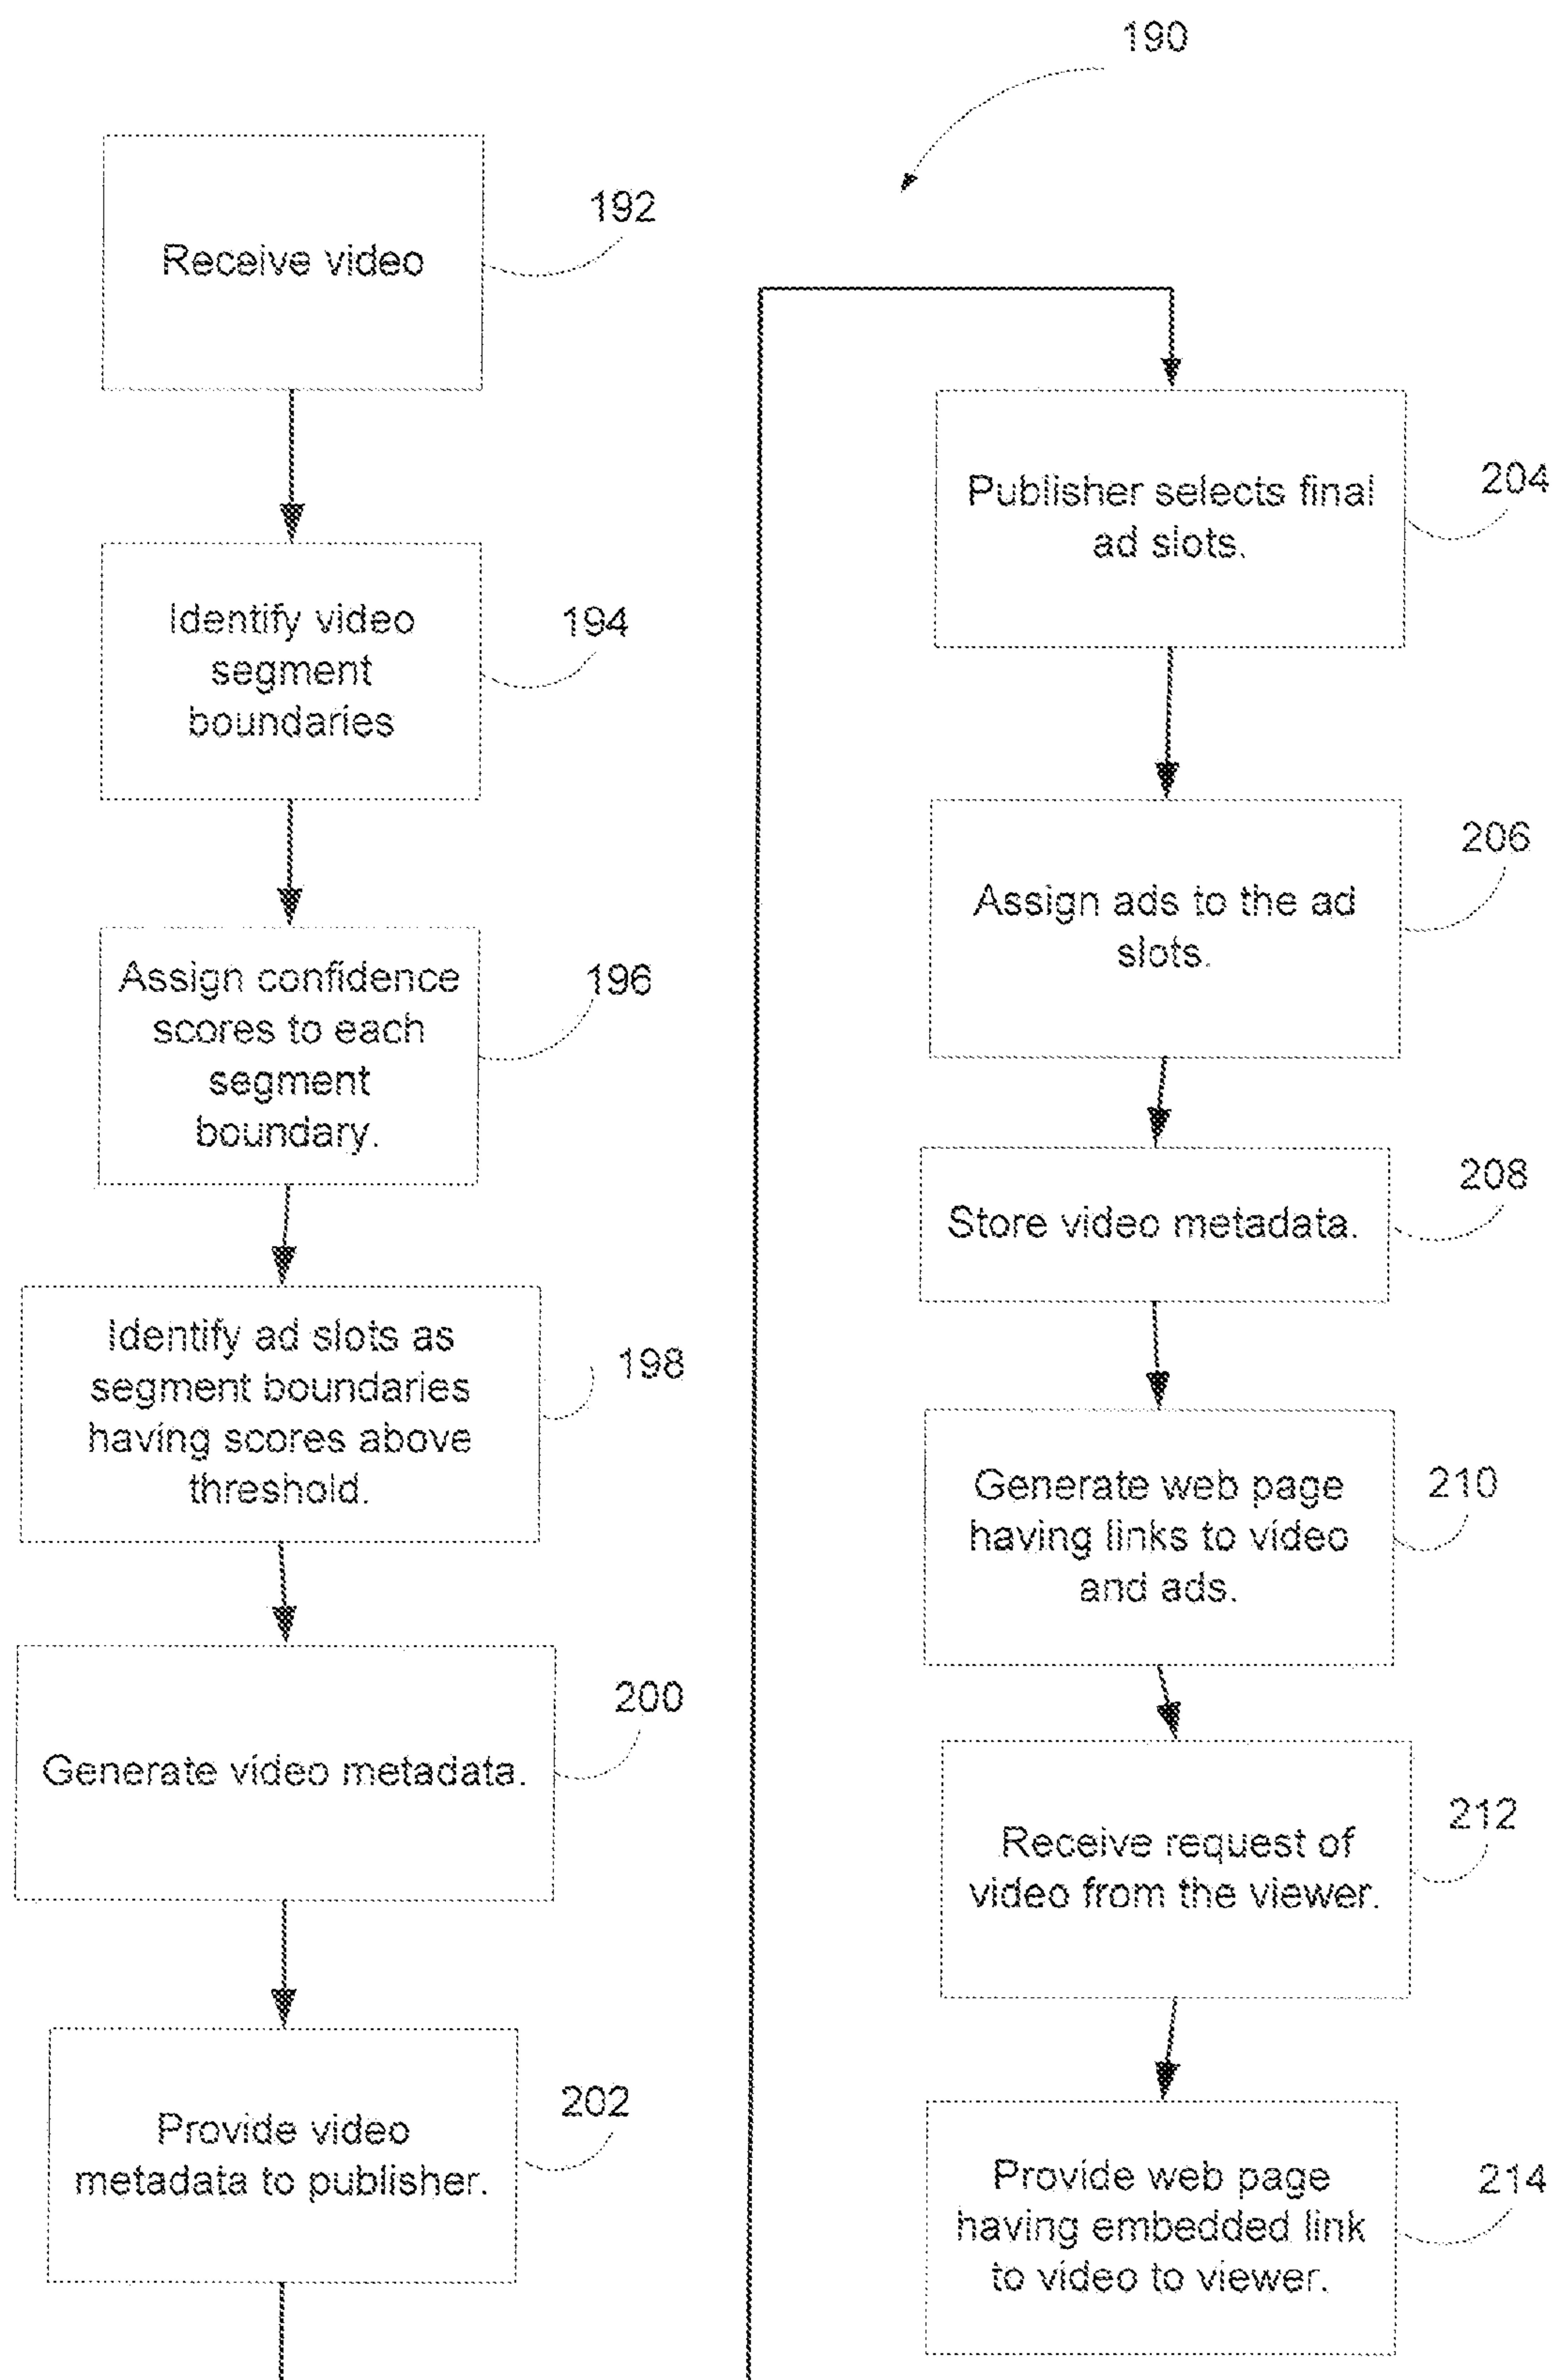 190
Receive video
192
Identify video
segment
boundaries
194
Assign confidence
scores to each
segment
boundary.
196
Identify ad slots as
segment boundaries
having scores above
threshold.
198
Generate video metadata.
200
Provide video
metadata to publisher.
202
Publisher selects final
ad slots.
204
Assign ads to the ad
slots.
206
Store video metadata.
208
Generate web page
having links to video
and ads.
210
Receive request of
video from the viewer.
212
Provide web page
having embedded link
to video to viewer.
214